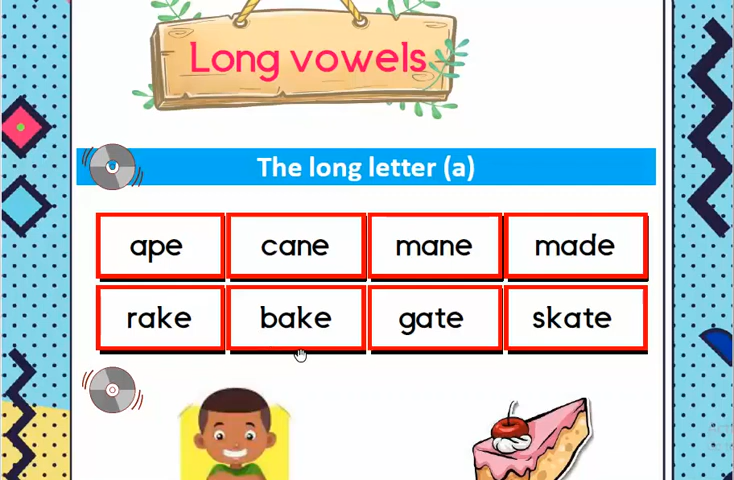 Long vowels
The long letter (a)
ape cane mane made
rake bake gate skate